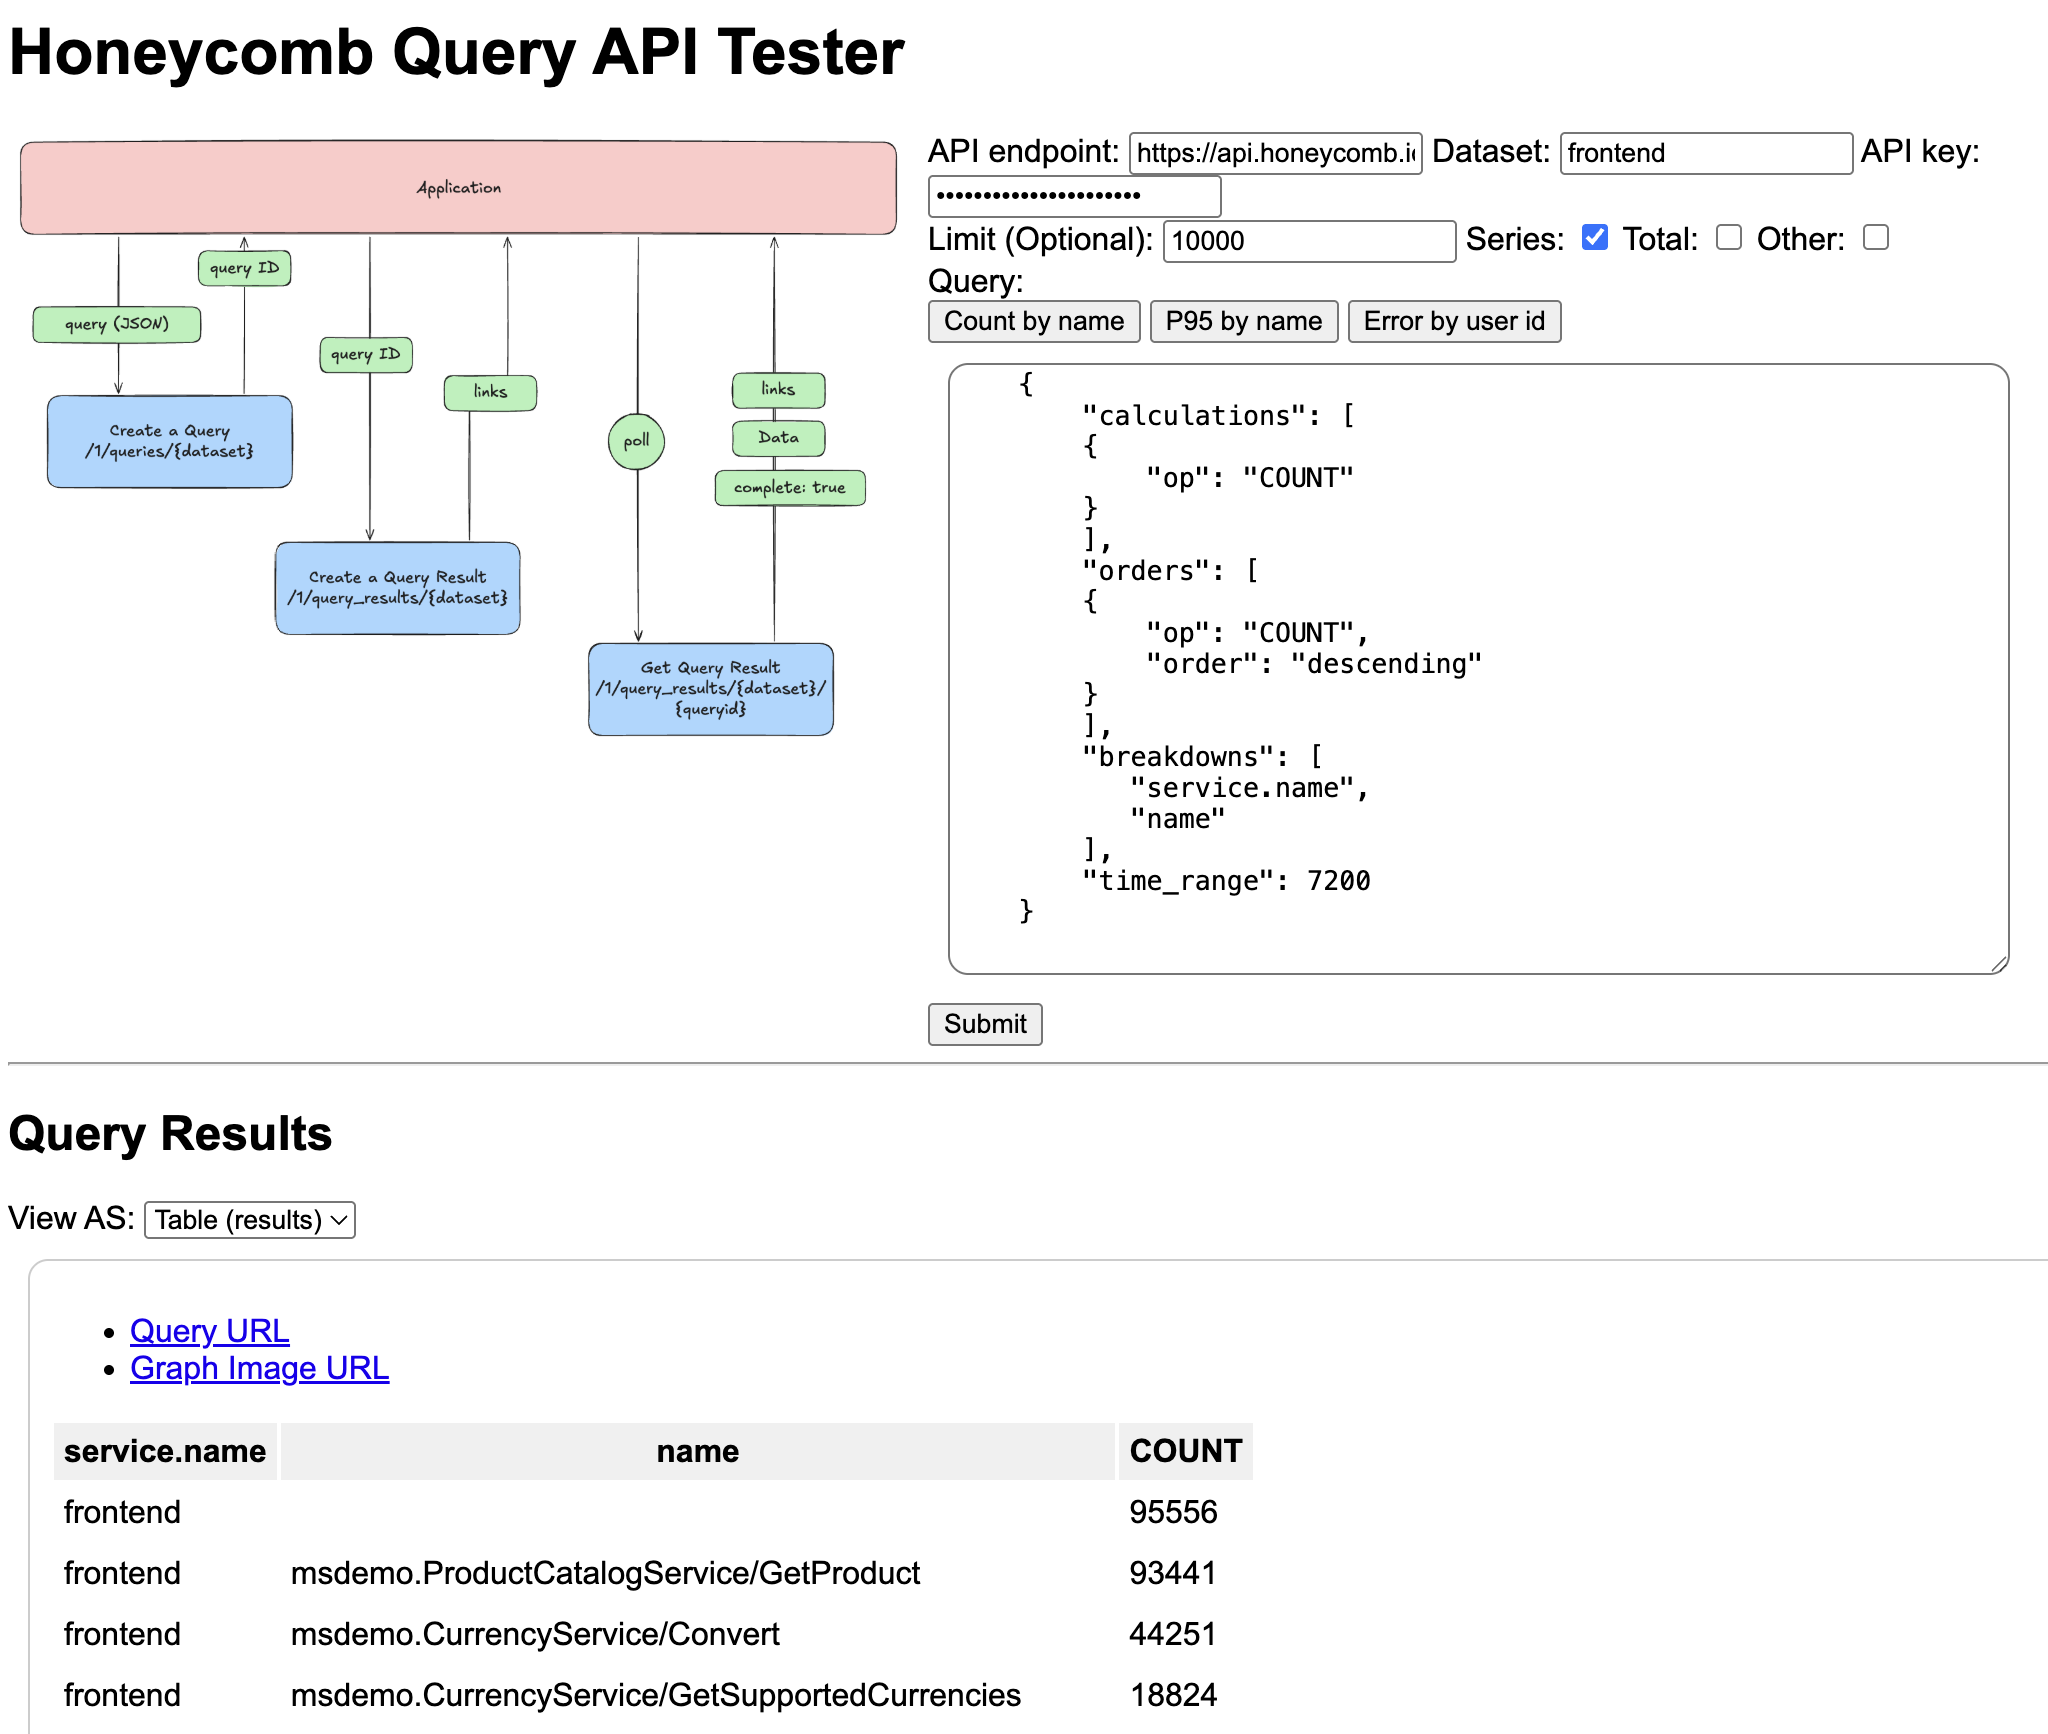 Honeycomb Query API Tester
Application
query ID
query (JSON)
query ID
links
links
poll
Data
complete: true
Create a Query
/1/queries/{dataset}
Create a Query Result
/1/query_results/{dataset}
Get Query Result
/1/query_results/{dataset}/
{queryid}
API endpoint: https://api.honeycomb.i Dataset: frontend API key:
••••••••••••••••••••••
Limit (Optional): 10000 Series: Total: Other:
Query:
Count by name P95 by name Error by user id
{
"calculations": [
{
"op": "COUNT"
}
],
"orders": [
{
"op": "COUNT",
"order": "descending"
}
],
"breakdowns": [
"service.name",
"name"
],
"time_range": 7200
}
Submit
Query Results
View AS: Table (results)
Query URL
Graph Image URL
service.name name COUNT
frontend 95556
frontend msdemo.ProductCatalogService/GetProduct 93441
frontend msdemo.CurrencyService/Convert 44251
frontend msdemo.CurrencyService/GetSupportedCurrencies 18824